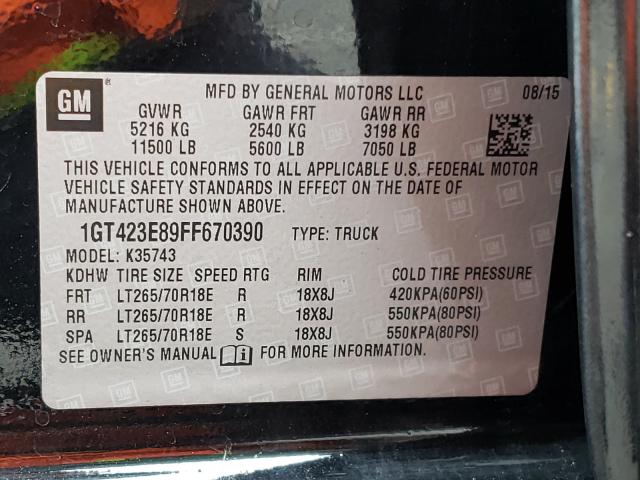 GM
MFD BY GENERAL MOTORS LLC 08/15
GVWR GAWR FRT GAWR RR
5216 KG 2540 KG 3198 KG
11500 LB 5600 LB 7050 LB
THIS VEHICLE CONFORMS TO ALL APPLICABLE U.S. FEDERAL MOTOR
VEHICLE SAFETY STANDARDS IN EFFECT ON THE DATE OF
MANUFACTURE SHOWN ABOVE.
1GT423E89FF670390 TYPE: TRUCK
MODEL: K35743
KDHW TIRE SIZE SPEED RTG RIM COLD TIRE PRESSURE
FRT LT265/70R18E R 18X8J 420KPA(60PSI)
RR LT265/70R18E R 18X8J 550KPA(80PSI)
SPA LT265/70R18E S 18X8J 550KPA(80PSI)
SEE OWNER'S MANUAL i FOR MORE INFORMATION.